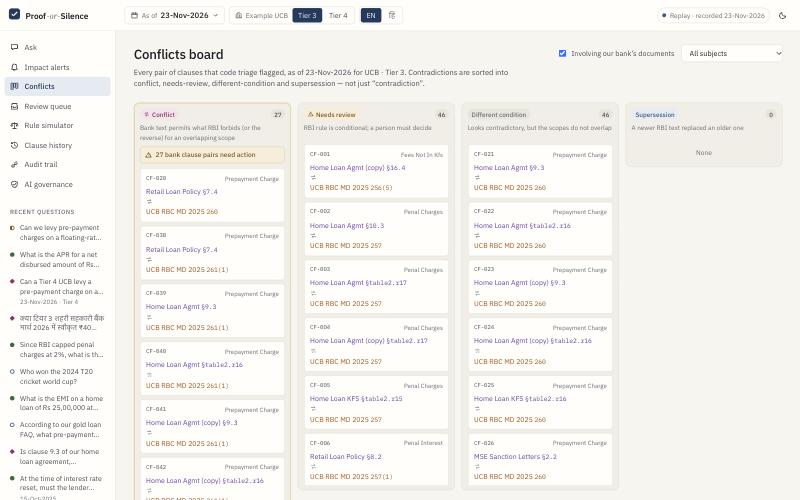 Proof-or-Silence
As of 23-Nov-2026
Example UCB Tier 3 Tier 4
EN हिं
Replay · recorded 23-Nov-2026
Ask
Impact alerts
Conflicts
Review queue
Rule simulator
Clause history
Audit trail
AI governance
RECENT QUESTIONS
Can we levy pre-payment
charges on a floating-rat...
What is the APR for a net
disbursed amount of Rs...
Can a Tier 4 UCB levy a
pre-payment charge on a...
23-Nov-2026 · Tier 4
क्या टियर 3 शहरी सहकारी बैंक
मार्च 2026 में स्वीकृत ₹40...
Since RBI capped penal
charges at 2%, what is th...
Who won the 2024 T20
cricket world cup?
What is the EMI on a home
loan of Rs 25,00,000 at...
According to our gold loan
FAQ, what pre-payment...
Is clause 9.3 of our home
loan agreement,...
At the time of interest rate
reset, must the lender...
15-Oct-2025
Conflicts board
Involving our bank's documents
All subjects
Every pair of clauses that code triage flagged, as of 23-Nov-2026 for UCB · Tier 3. Contradictions are sorted into
conflict, needs-review, different-condition and supersession — not just "contradiction".
Conflict 27
Bank text permits what RBI forbids (or the
reverse) for an overlapping scope
27 bank clause pairs need action
CF-020 Prepayment Charge
Retail Loan Policy §7.4
UCB RBC MD 2025 260
CF-038 Prepayment Charge
Retail Loan Policy §7.4
UCB RBC MD 2025 261(1)
CF-039 Prepayment Charge
Home Loan Agmt §9.3
UCB RBC MD 2025 261(1)
CF-040 Prepayment Charge
Home Loan Agmt §table2.r16
UCB RBC MD 2025 261(1)
CF-041 Prepayment Charge
Home Loan Agmt (copy) §9.3
UCB RBC MD 2025 261(1)
CF-042 Prepayment Charge
Home Loan Agmt (copy) §table2.r16
Needs review 46
RBI rule is conditional; a person must decide
CF-001 Fees Not In Kfs
Home Loan Agmt (copy) §16.4
UCB RBC MD 2025 256(5)
CF-002 Penal Charges
Home Loan Agmt §10.3
UCB RBC MD 2025 257
CF-003 Penal Charges
Home Loan Agmt §table2.r17
UCB RBC MD 2025 257
CF-004 Penal Charges
Home Loan Agmt (copy) §table2.r17
UCB RBC MD 2025 257
CF-005 Penal Charges
Home Loan KFS §table2.r15
UCB RBC MD 2025 257
CF-006 Penal Interest
Retail Loan Policy §8.2
UCB RBC MD 2025 257(1)
Different condition 46
Looks contradictory, but the scopes do not overlap
CF-021 Prepayment Charge
Home Loan Agmt §9.3
UCB RBC MD 2025 260
CF-022 Prepayment Charge
Home Loan Agmt §table2.r16
UCB RBC MD 2025 260
CF-023 Prepayment Charge
Home Loan Agmt (copy) §9.3
UCB RBC MD 2025 260
CF-024 Prepayment Charge
Home Loan Agmt (copy) §table2.r16
UCB RBC MD 2025 260
CF-025 Prepayment Charge
Home Loan KFS §table2.r16
UCB RBC MD 2025 260
CF-026 Prepayment Charge
MSE Sanction Letters §2.2
UCB RBC MD 2025 260
Supersession 0
A newer RBI text replaced an older one
None